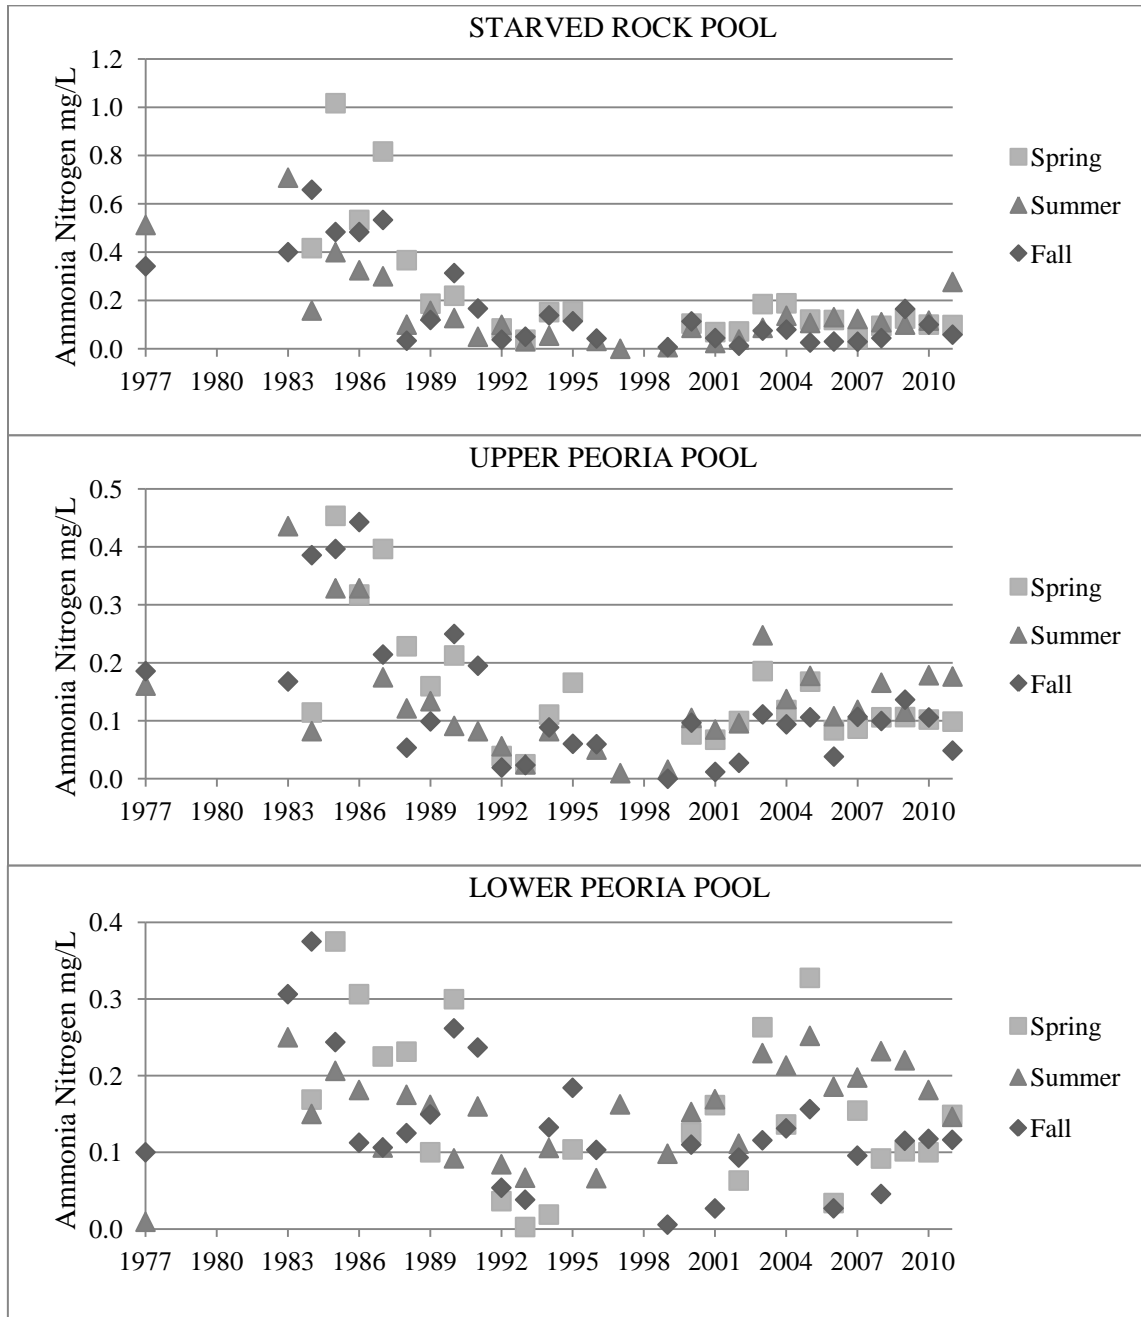 STARVED ROCK POOL
Ammonia Nitrogen mg/L
1.2
1.0
0.8
0.6
0.4
0.2
0.0
1977 1980 1983 1986 1989 1992 1995 1998 2001 2004 2007 2010
Spring
Summer
Fall
UPPER PEORIA POOL
Ammonia Nitrogen mg/L
0.5
0.4
0.3
0.2
0.1
0.0
1977 1980 1983 1986 1989 1992 1995 1998 2001 2004 2007 2010
Spring
Summer
Fall
LOWER PEORIA POOL
Ammonia Nitrogen mg/L
0.4
0.3
0.2
0.1
0.0
1977 1980 1983 1986 1989 1992 1995 1998 2001 2004 2007 2010
Spring
Summer
Fall